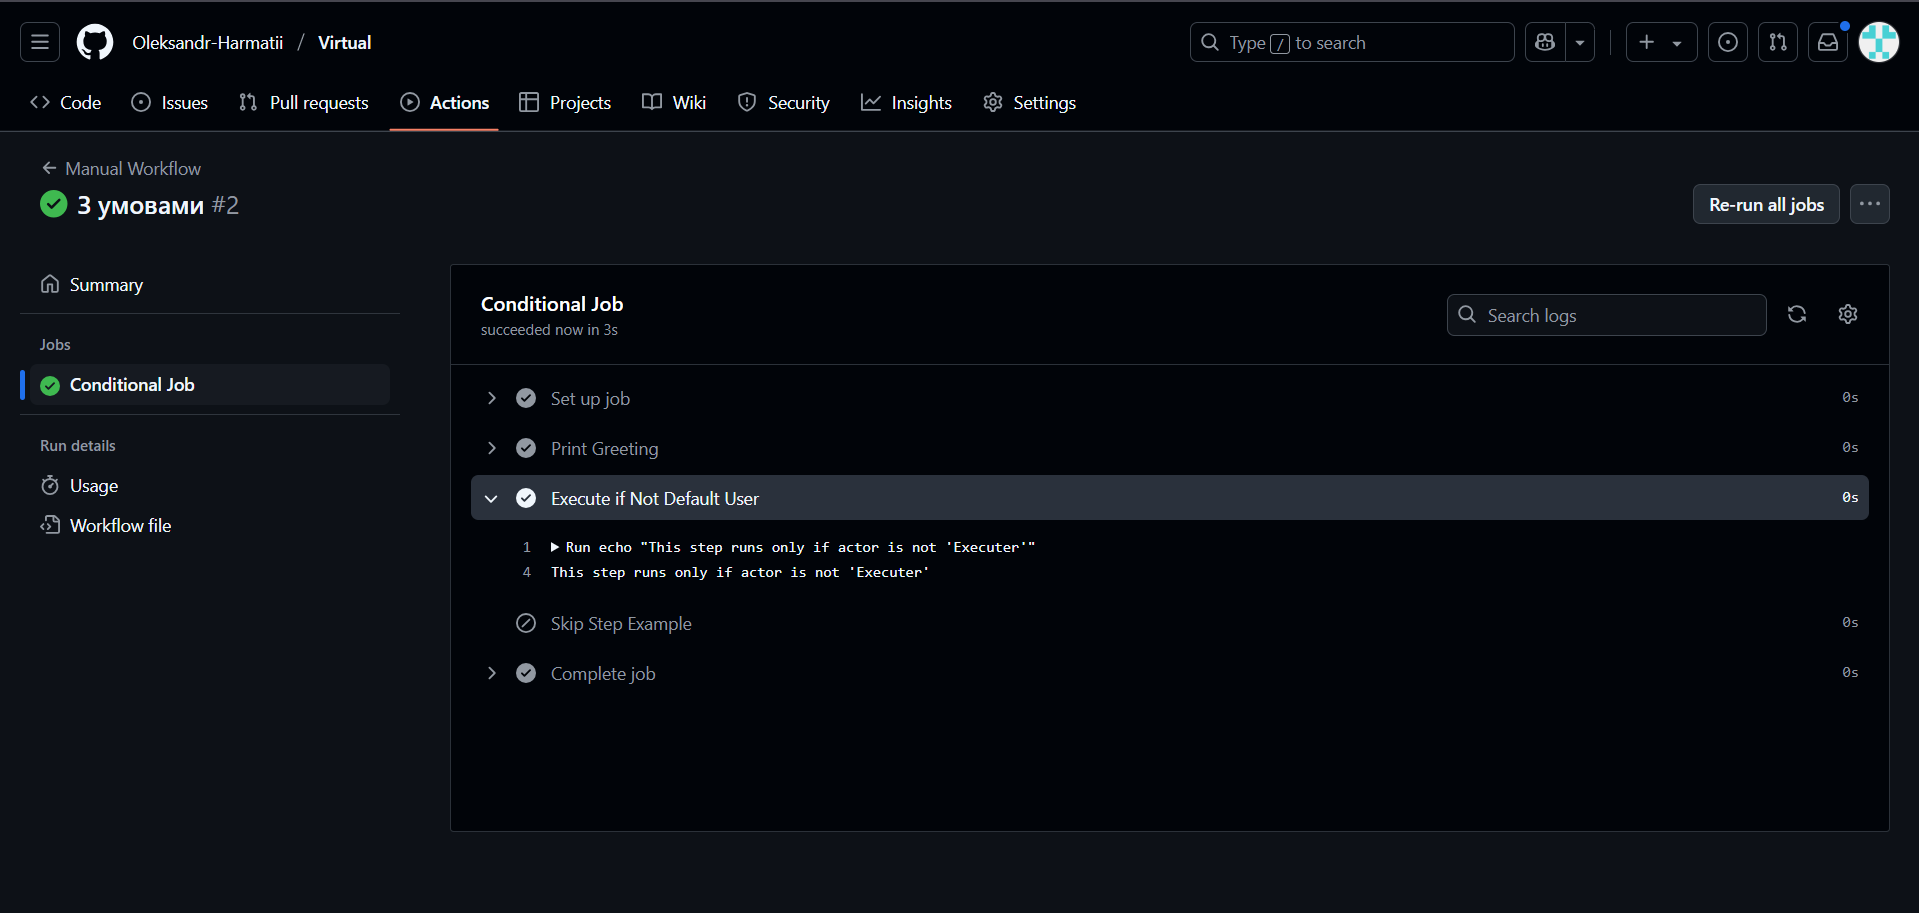 Oleksandr-Harmatii / Virtual
Type / to search
Code Issues Pull requests Actions Projects Wiki Security Insights Settings
Manual Workflow
З умовами #2
Re-run all jobs
Summary
Jobs
Conditional Job
Run details
Usage
Workflow file
Conditional Job
succeeded now in 3s
Search logs
Set up job 0s
Print Greeting 0s
Execute if Not Default User 0s
1 Run echo "This step runs only if actor is not 'Executer'"
4 This step runs only if actor is not 'Executer'
Skip Step Example 0s
Complete job 0s